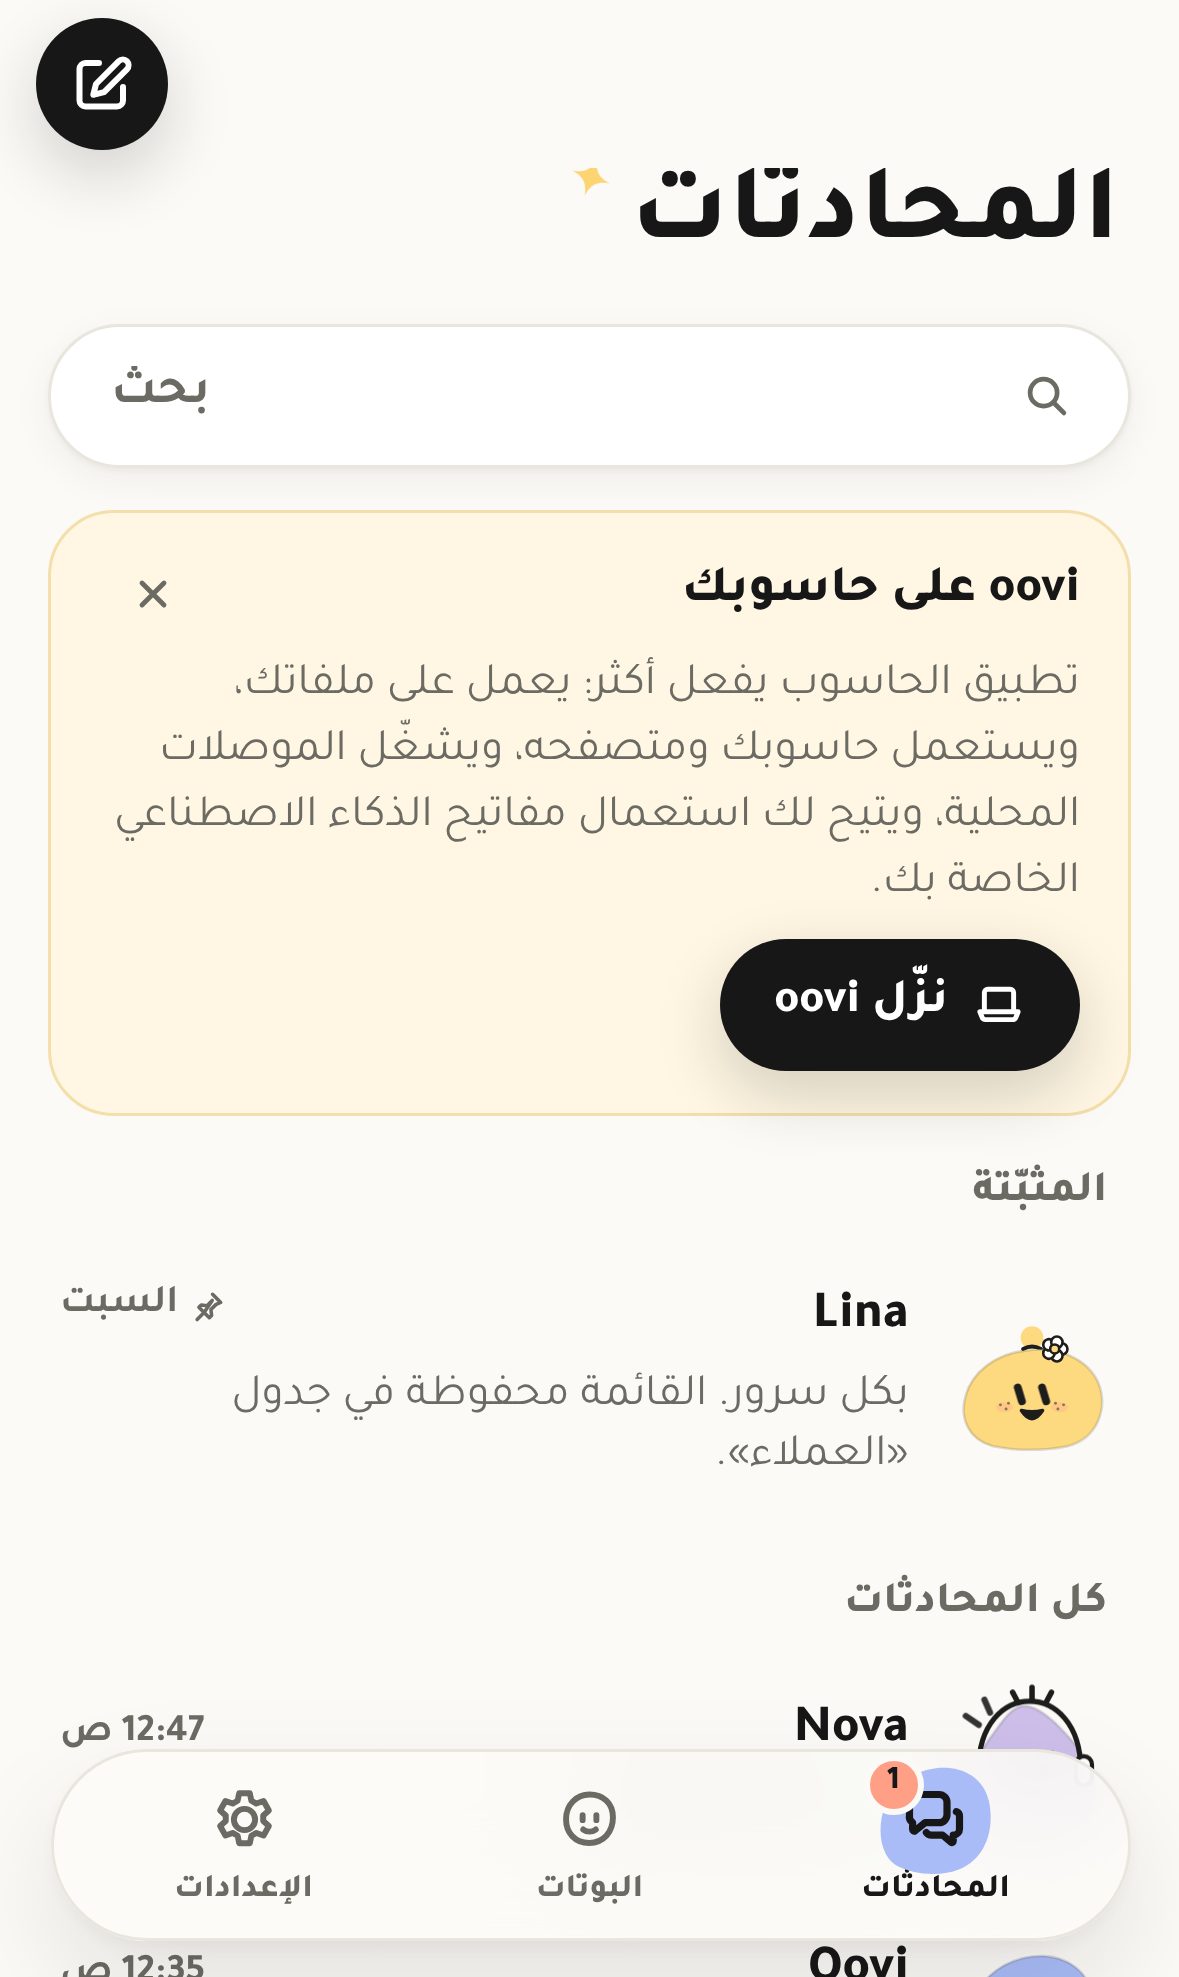 المحادثات
بحث
oovi على حاسوبك
تطبيق الحاسوب يفعل أكثر: يعمل على ملفاتك،
ويستعمل حاسوبك ومتصفحه، ويشغّل الموصلات
المحلية، ويتيح لك استعمال مفاتيح الذكاء الاصطناعي
الخاصة بك.
نزّل oovi
المثبّتة
Lina
السبت
بكل سرور. القائمة محفوظة في جدول
«العملاء».
كل المحادثات
Nova
12:47 ص
1
المحادثات
البوتات
الإعدادات
Oovi
12:35 ص